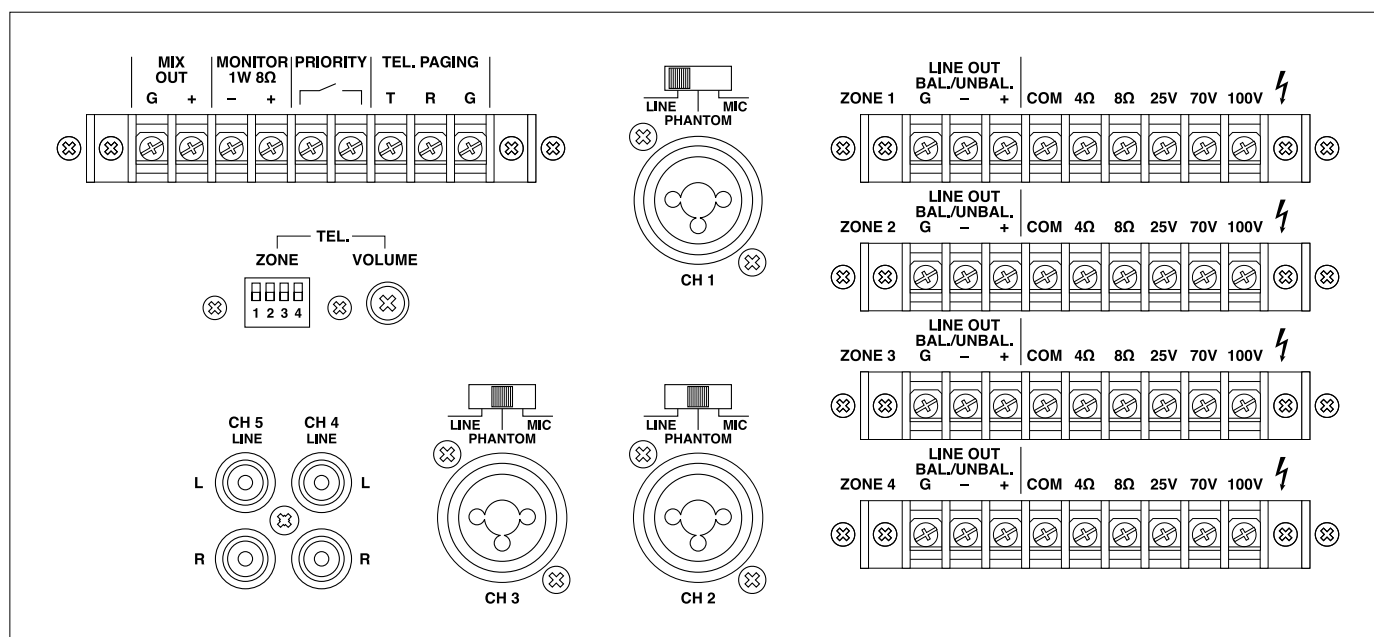 MIX OUT
G +
MONITOR
1W 8Ω
– +
PRIORITY
TEL. PAGING
T R G
TEL.
ZONE VOLUME
1 2 3 4
LINE MIC
PHANTOM
CH 1
CH 5 CH 4
LINE LINE
L L
R R
LINE MIC
PHANTOM
CH 3
LINE MIC
PHANTOM
CH 2
LINE OUT
BAL./UNBAL.
ZONE 1 G – + COM 4Ω 8Ω 25V 70V 100V
LINE OUT
BAL./UNBAL.
ZONE 2 G – + COM 4Ω 8Ω 25V 70V 100V
LINE OUT
BAL./UNBAL.
ZONE 3 G – + COM 4Ω 8Ω 25V 70V 100V
LINE OUT
BAL./UNBAL.
ZONE 4 G – + COM 4Ω 8Ω 25V 70V 100V